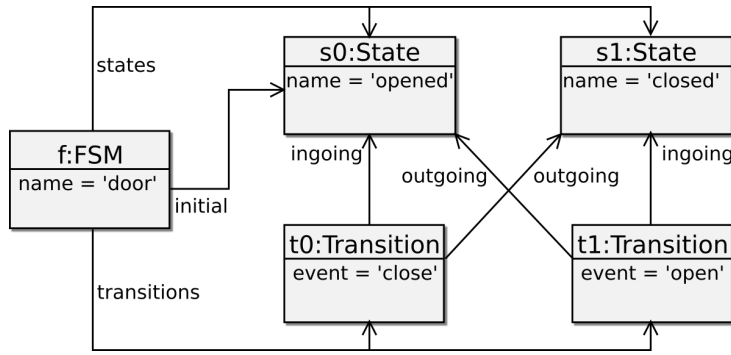 states
s0:State
name = 'opened'
s1:State
name = 'closed'
f:FSM
name = 'door'
initial
ingoing
outgoing
outgoing
ingoing
t0:Transition
event = 'close'
t1:Transition
event = 'open'
transitions